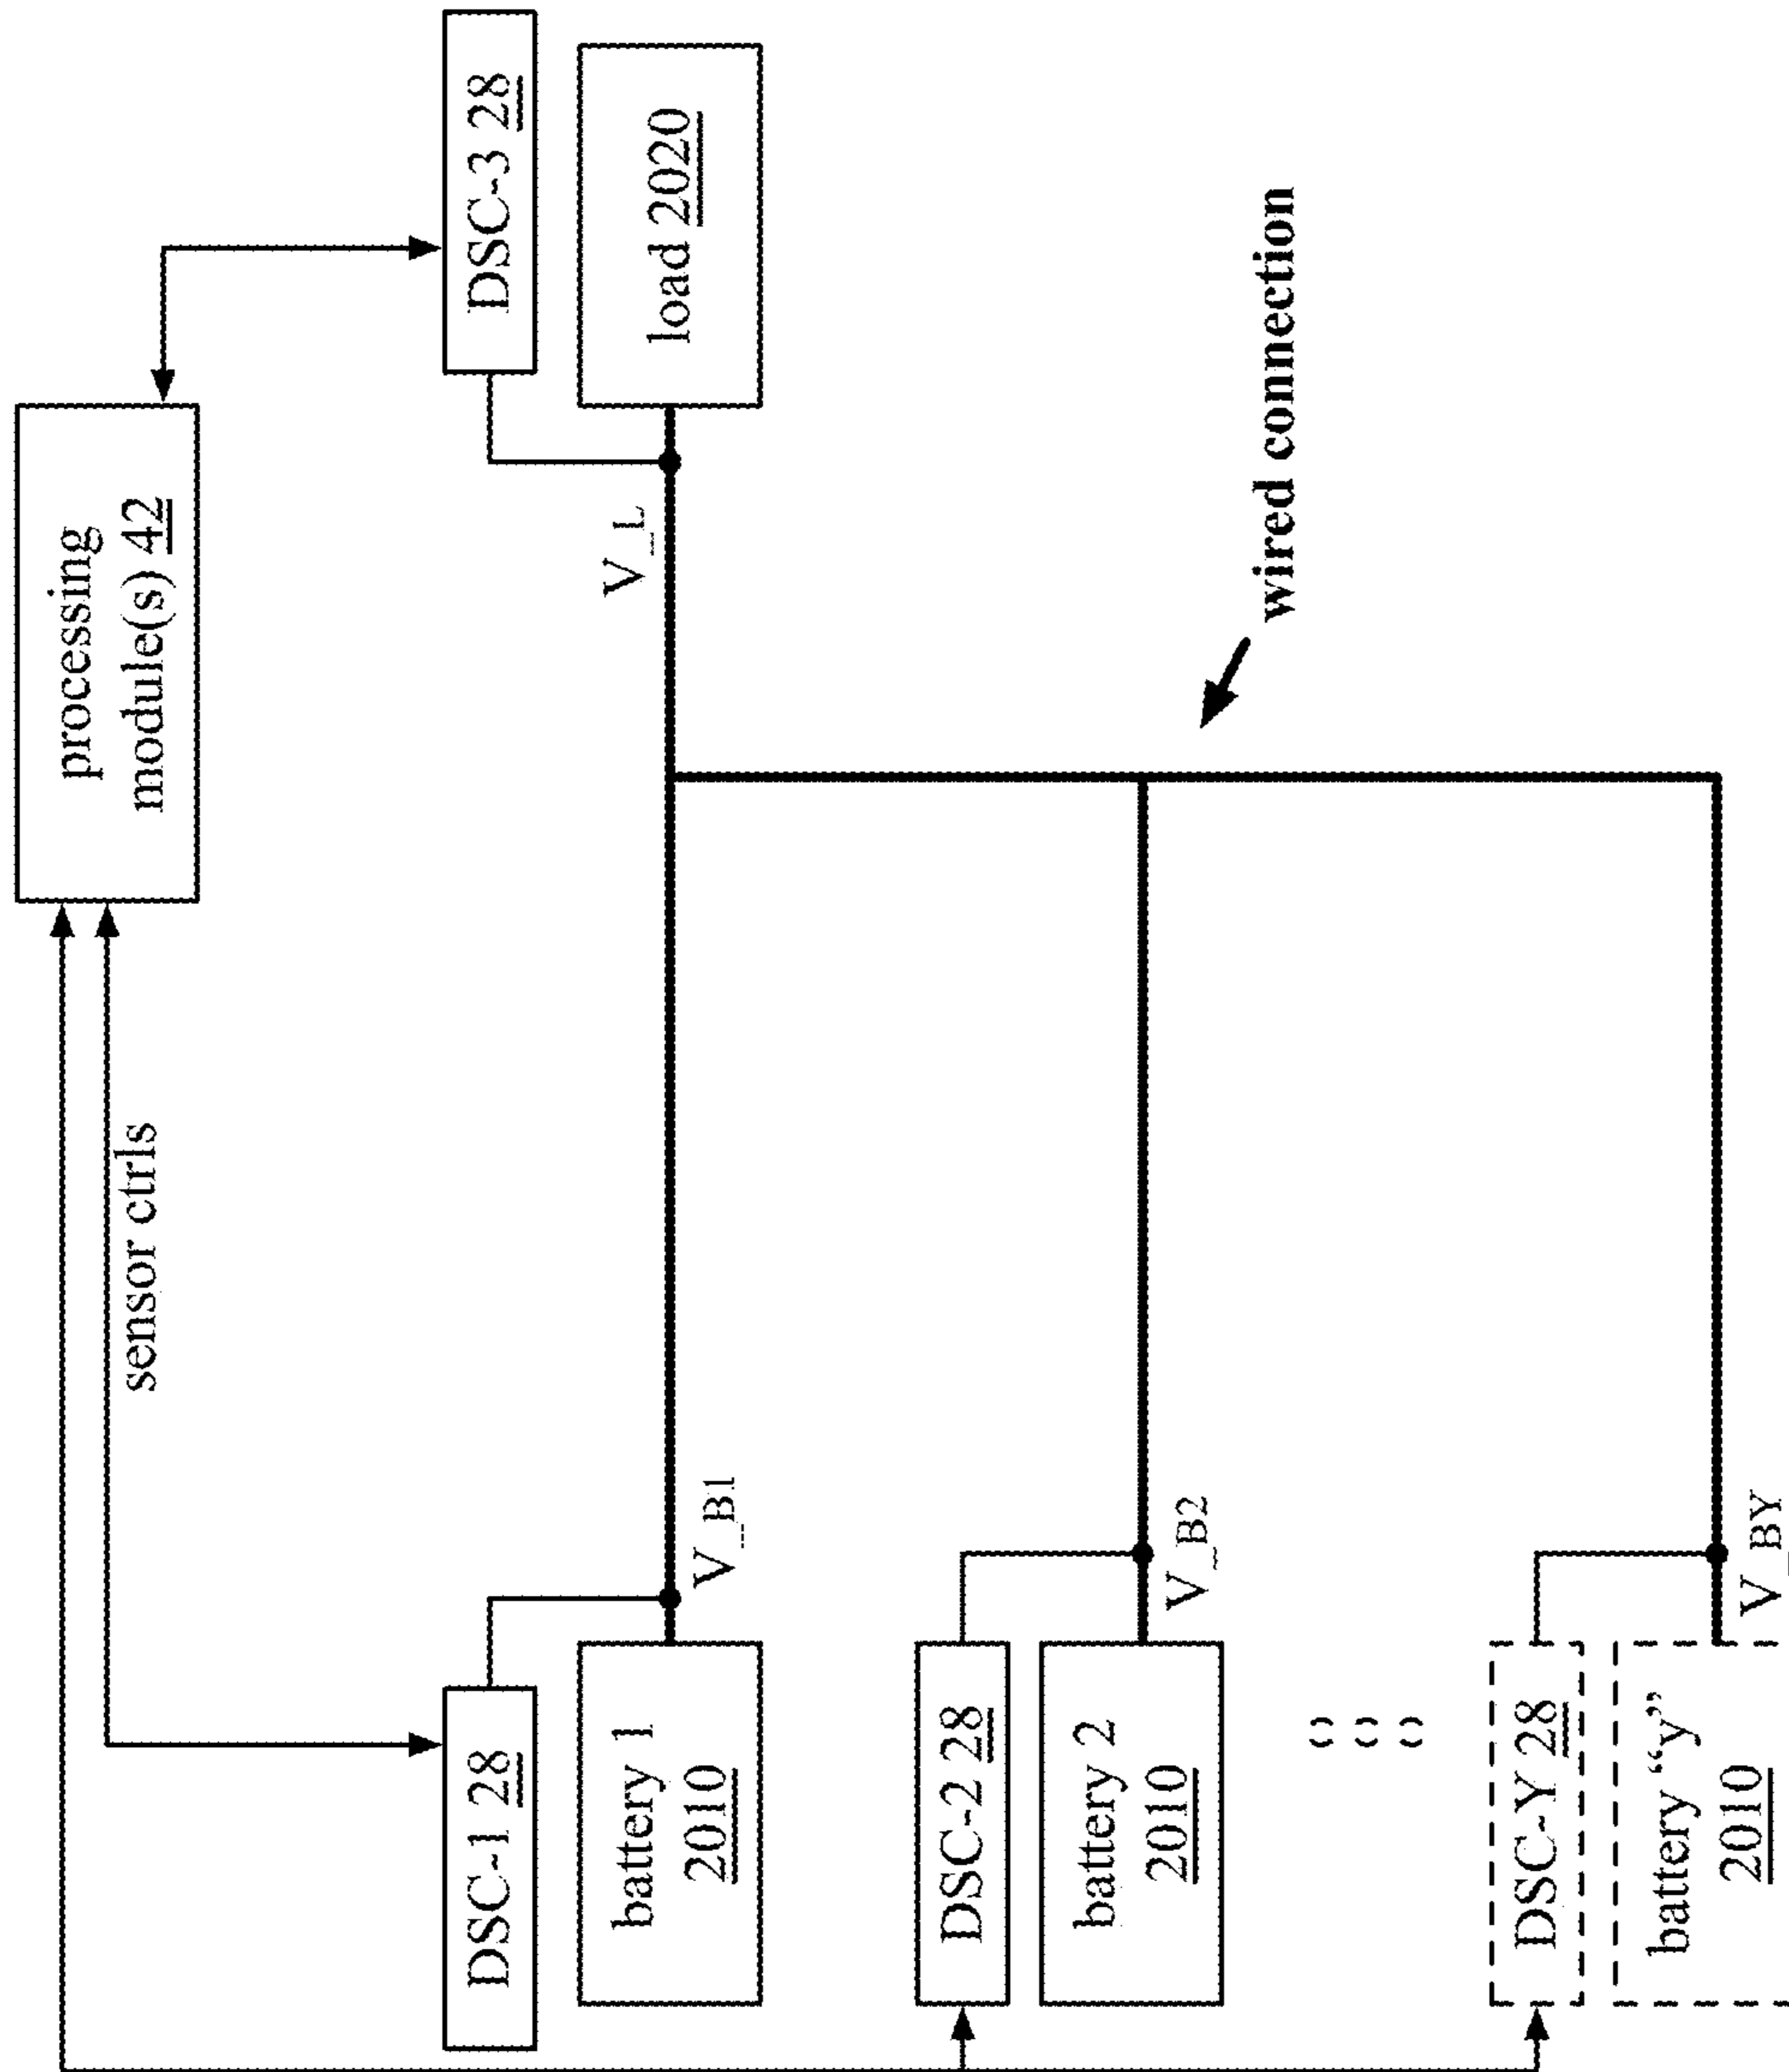 processing
module(s) 42
sensor ctrls
DSC-1 28
DSC-3 28
battery 1
2010
load 2020
V_B1
V_L
DSC-2 28
battery 2
2010
V_B2
wired connection
DSC-Y 28
battery “y”
2010
V_BY